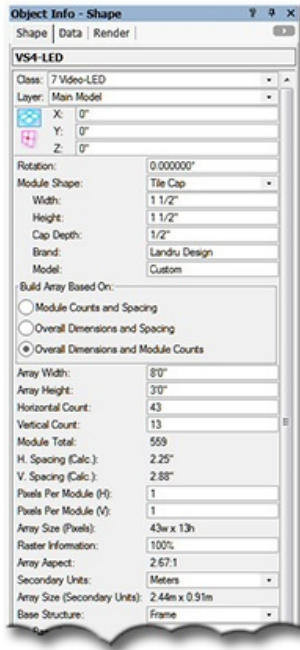 Object Info - Shape
Shape Data Render
VS4-LED
Class: 7 Video-LED
Layer: Main Model
X: 0"
Y: 0"
Z: 0"
Rotation: 0.000000°
Module Shape: Tile Cap
Width: 1 1/2"
Height: 1 1/2"
Cap Depth: 1/2"
Brand: Landru Design
Model: Custom
Build Array Based On:
Module Counts and Spacing
Overall Dimensions and Spacing
Overall Dimensions and Module Counts
Array Width: 8'0"
Array Height: 3'0"
Horizontal Count: 43
Vertical Count: 13
Module Total: 559
H. Spacing (Calc.): 2.25"
V. Spacing (Calc.): 2.88"
Pixels Per Module (H): 1
Pixels Per Module (V): 1
Array Size (Pixels): 43w x 13h
Raster Information: 100%
Array Aspect: 2.67:1
Secondary Units: Meters
Array Size (Secondary Units): 2.44m x 0.91m
Base Structure: Frame